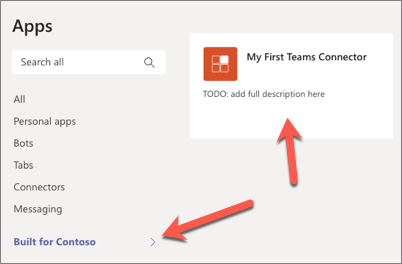 Apps
Search all
All
Personal apps
Bots
Tabs
Connectors
Messaging
Built for Contoso
My First Teams Connector
TODO: add full description here